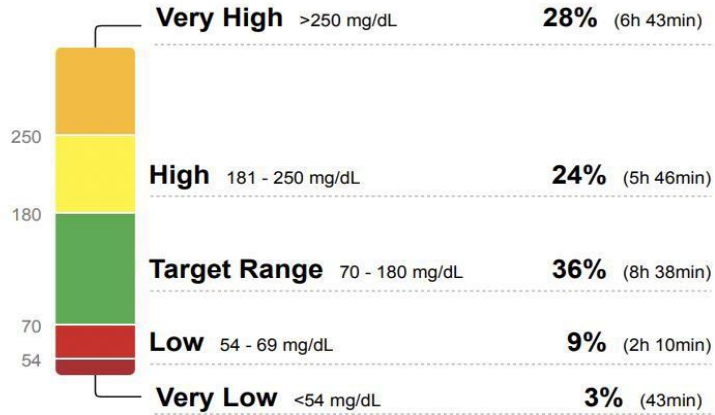 Very High >250 mg/dL 28% (6h 43min)
250
High 181 - 250 mg/dL 24% (5h 46min)
180
Target Range 70 - 180 mg/dL 36% (8h 38min)
70
Low 54 - 69 mg/dL 9% (2h 10min)
54
Very Low <54 mg/dL 3% (43min)